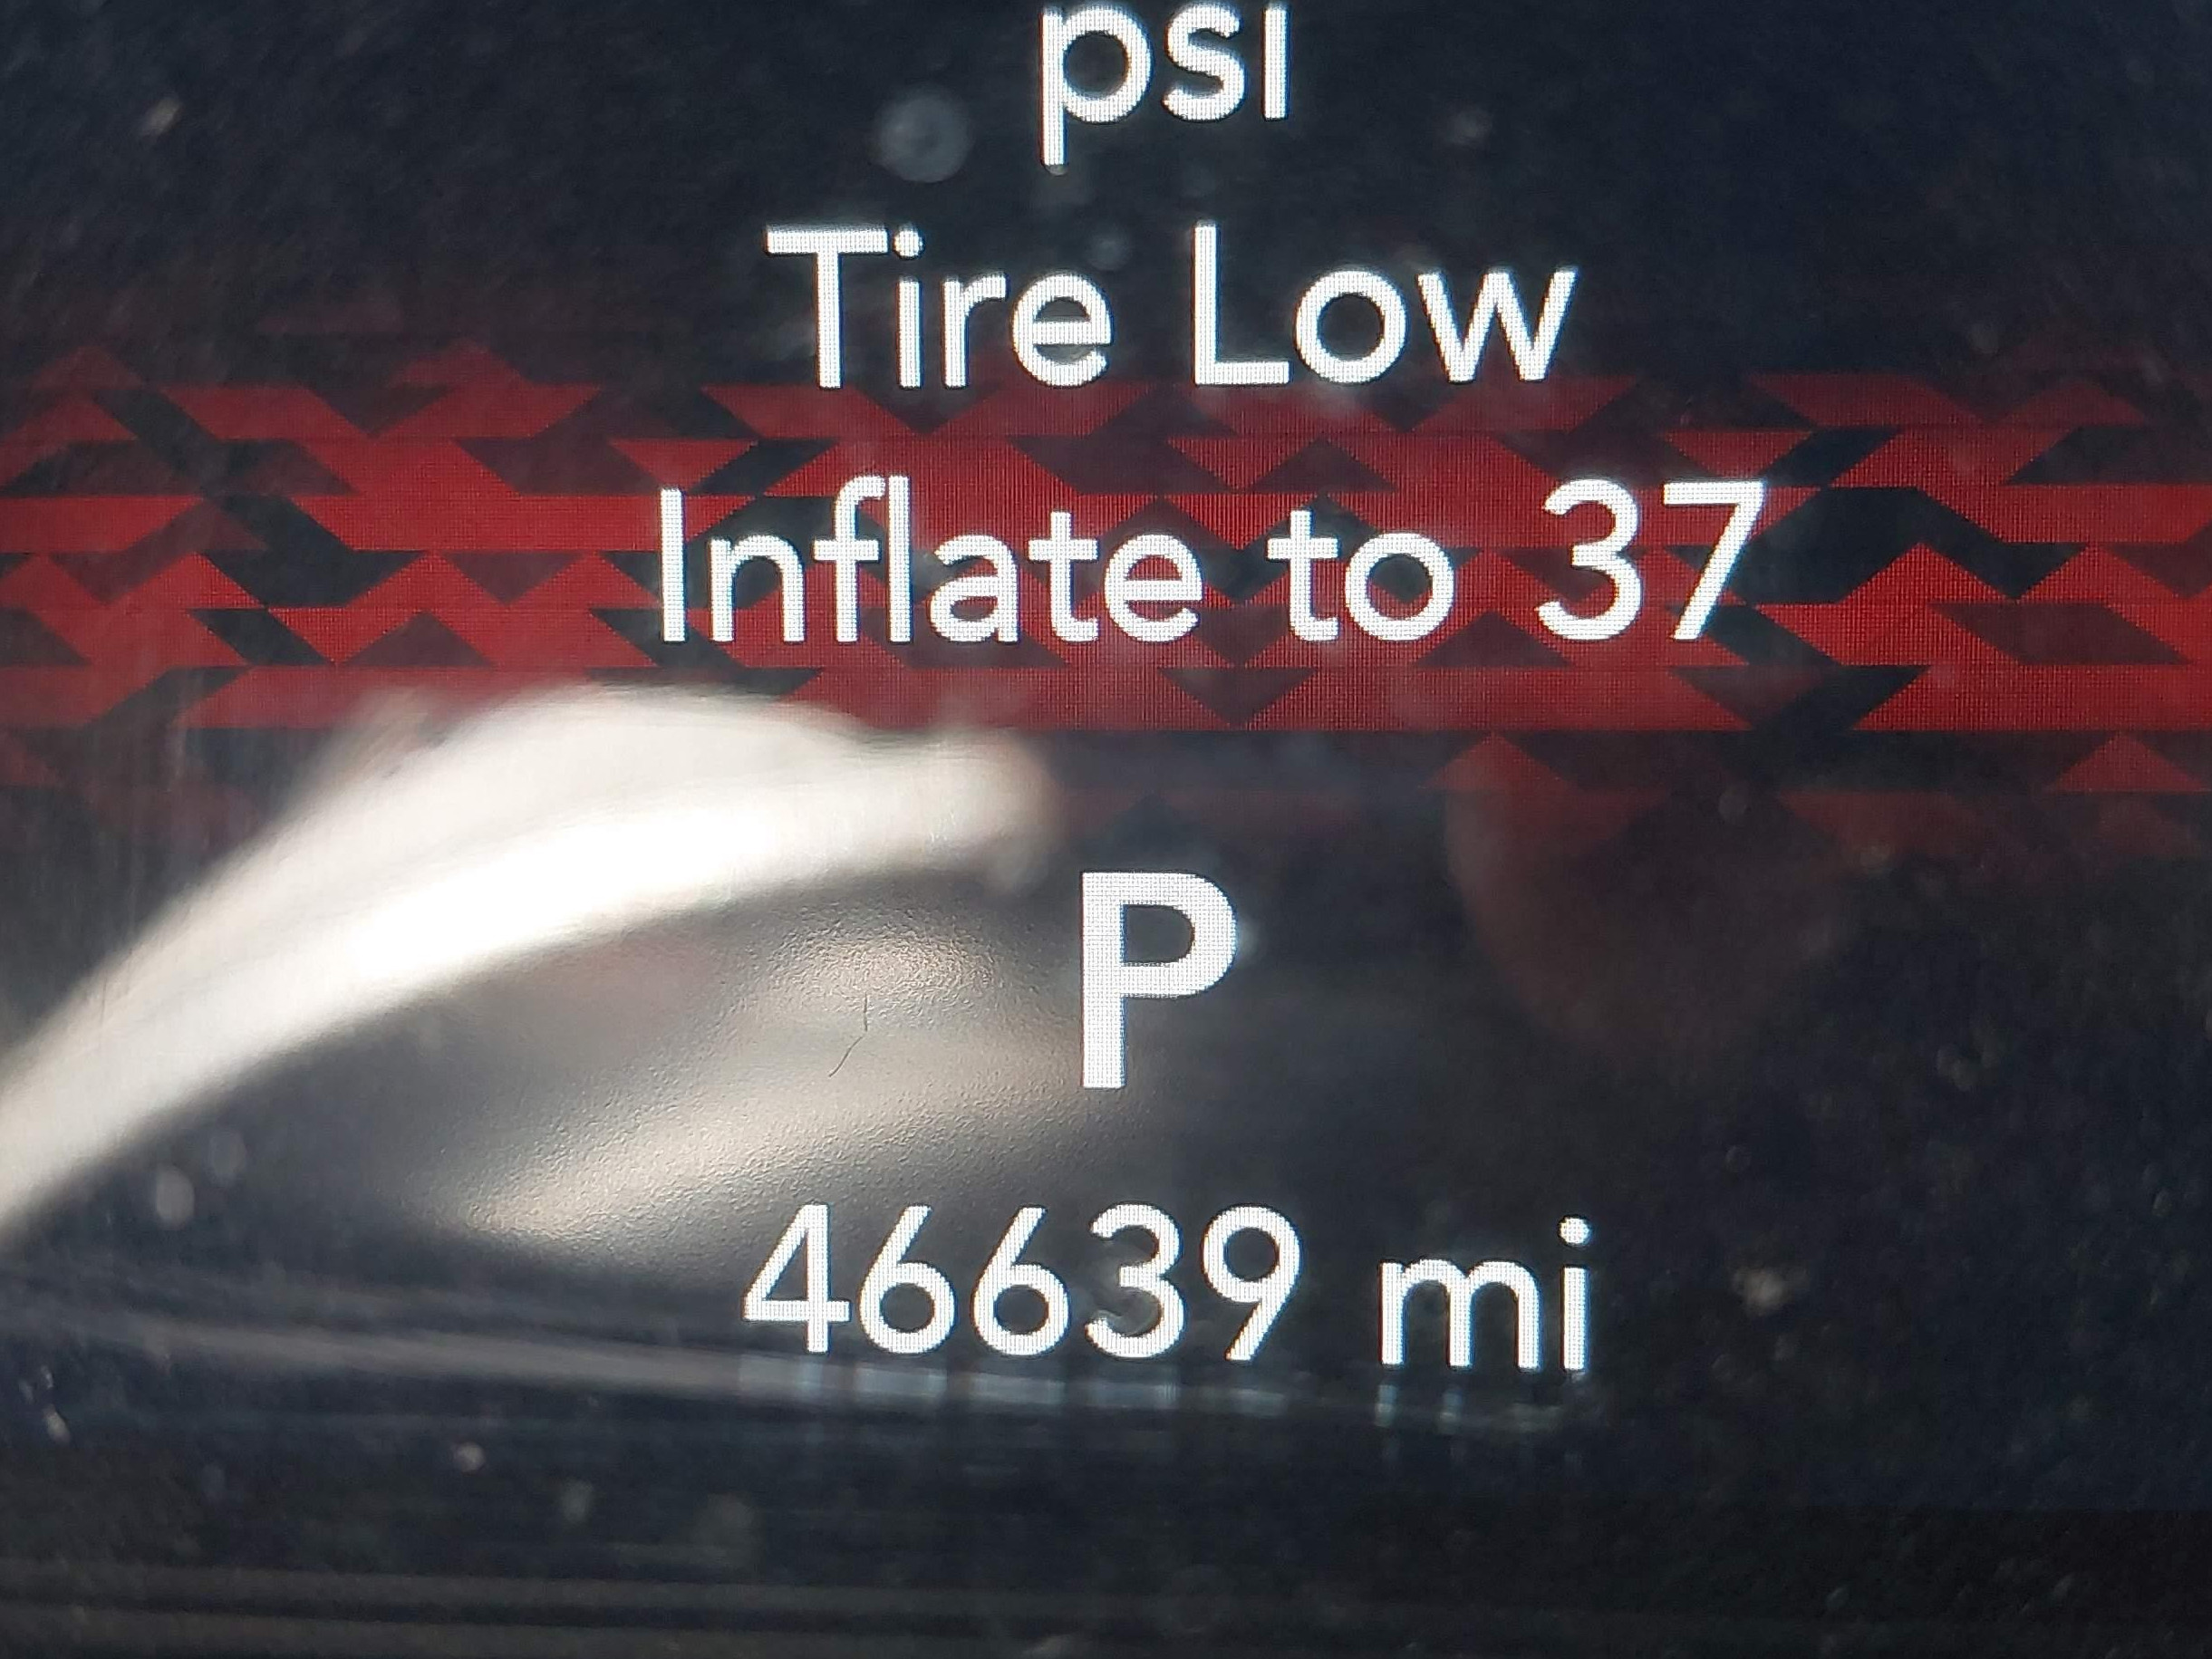 psi
Tire Low
Inflate to 37
P
46639 mi